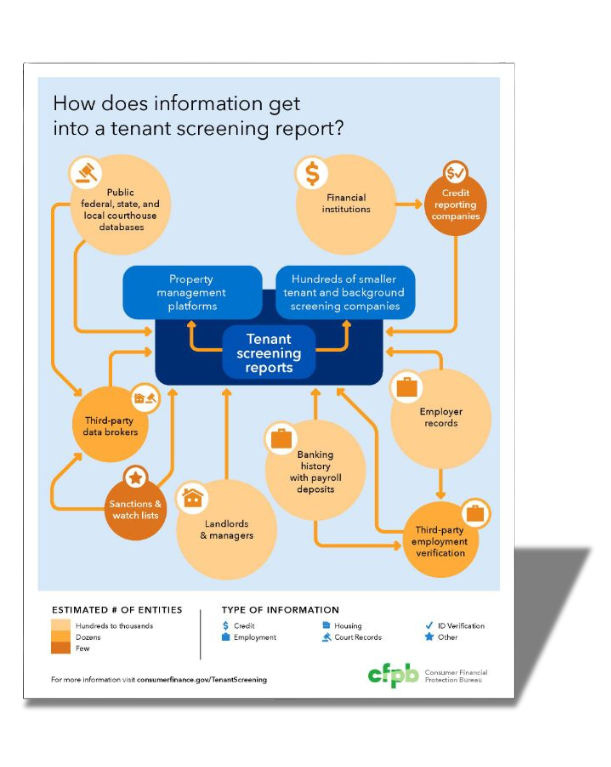 How does information get
into a tenant screening report?
Public
federal, state, and
local courthouse
databases
Financial
institutions
Credit
reporting
companies
Property
management
platforms
Hundreds of smaller
tenant and background
screening companies
Tenant
screening
reports
Third-party
data brokers
Employer
records
Banking
history
with payroll
deposits
Sanctions &
watch lists
Landlords
& managers
Third-party
employment
verification
ESTIMATED # OF ENTITIES
Hundreds to thousands
Dozens
Few
TYPE OF INFORMATION
Credit
Employment
Housing
Court Records
ID Verification
Other
For more information visit consumerfinance.gov/TenantScreening
cfpb
Consumer Financial
Protection Bureau